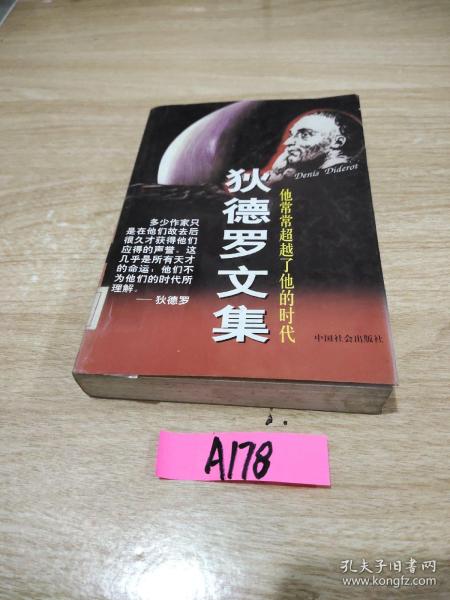 Denis Diderot
狄德罗文集
他常常超越了他的时代
多少作家只
是在他们故去后
很久才获得他们
应得的声誉。这
几乎是所有天才
的命运：他们不
为他们的时代所
理解。
——狄德罗
中国社会出版社
A178
孔夫子旧书网
www.kongfz.com